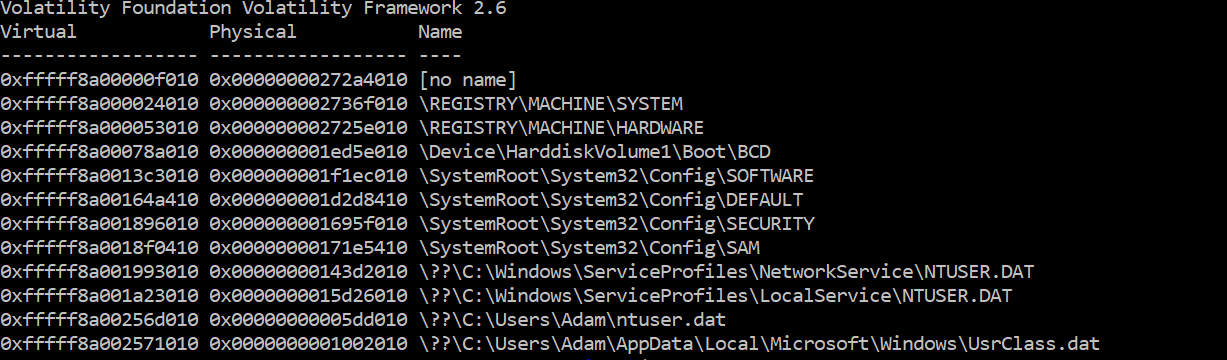 Volatility Foundation Volatility Framework 2.6
Virtual            Physical           Name
------------------ ------------------ ----
0xfffff8a00000f010 0x00000000272a4010 [no name]
0xfffff8a000024010 0x000000002736f010 \REGISTRY\MACHINE\SYSTEM
0xfffff8a000053010 0x000000002725e010 \REGISTRY\MACHINE\HARDWARE
0xfffff8a00078a010 0x000000001ed5e010 \Device\HarddiskVolume1\Boot\BCD
0xfffff8a0013c3010 0x000000001f1ec010 \SystemRoot\System32\Config\SOFTWARE
0xfffff8a00164a410 0x000000001d2d8410 \SystemRoot\System32\Config\DEFAULT
0xfffff8a001896010 0x000000001695f010 \SystemRoot\System32\Config\SECURITY
0xfffff8a0018f0410 0x00000000171e5410 \SystemRoot\System32\Config\SAM
0xfffff8a001993010 0x00000000143d2010 \??\C:\Windows\ServiceProfiles\NetworkService\NTUSER.DAT
0xfffff8a001a23010 0x0000000015d26010 \??\C:\Windows\ServiceProfiles\LocalService\NTUSER.DAT
0xfffff8a00256d010 0x00000000005dd010 \??\C:\Users\Adam\ntuser.dat
0xfffff8a002571010 0x0000000001002010 \??\C:\Users\Adam\AppData\Local\Microsoft\Windows\UsrClass.dat